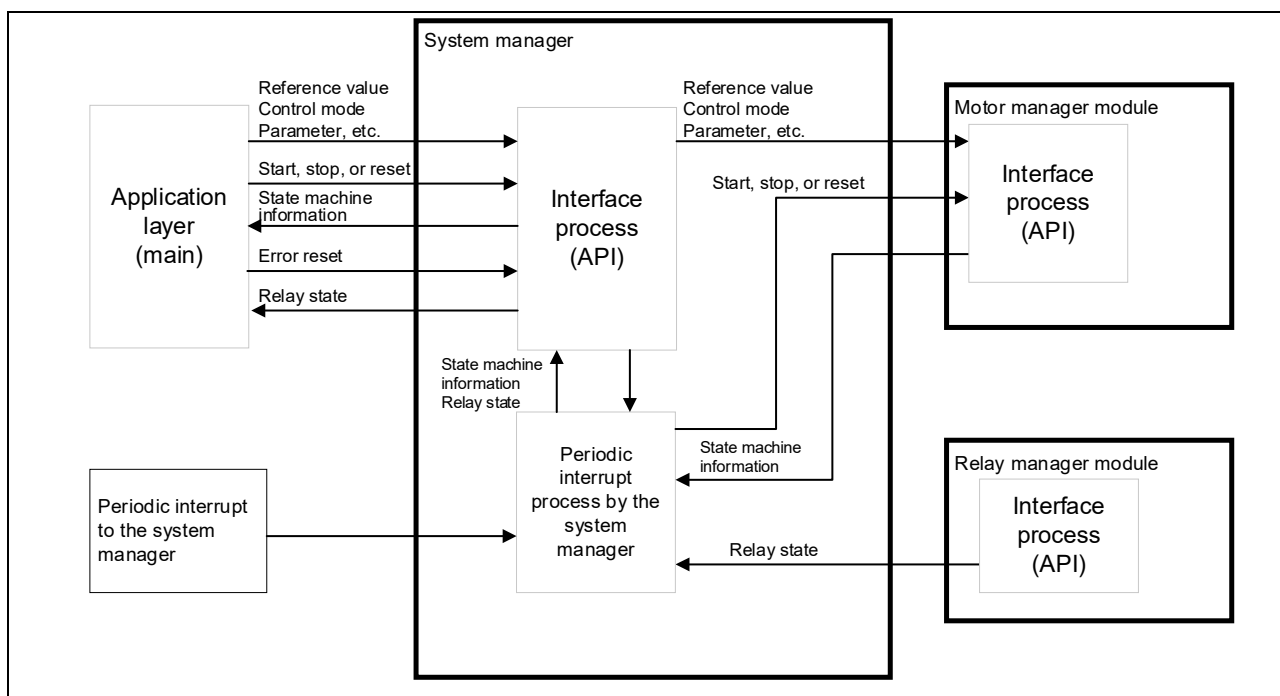 System manager
Reference value
Control mode
Parameter, etc.
Start, stop, or reset
State machine
information
Error reset
Relay state
Application
layer
(main)
Interface
process
(API)
Reference value
Control mode
Parameter, etc.
Start, stop, or reset
Motor manager module
Interface
process
(API)
State machine
information
Relay state
Periodic
interrupt
process by the
system
manager
State machine
information
Relay state
Periodic interrupt
to the system
manager
Relay manager module
Interface
process
(API)